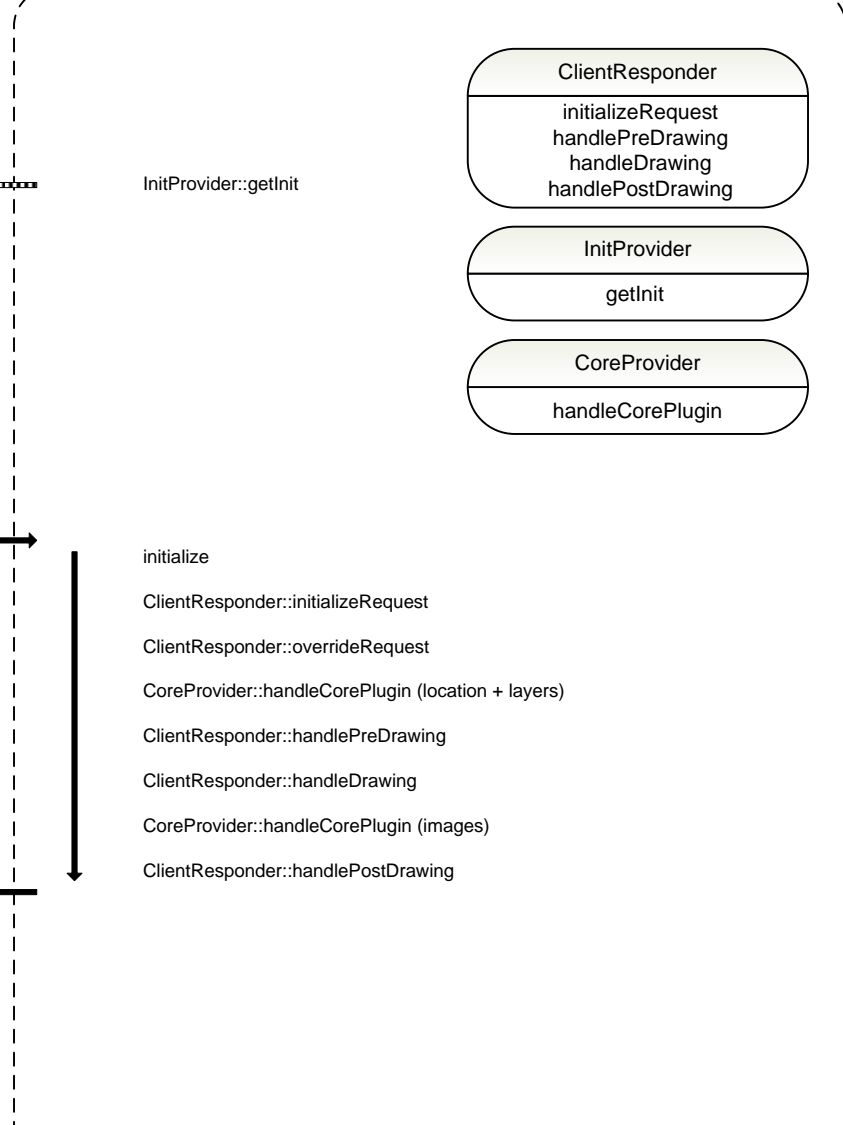 ClientResponder
initializeRequest
handlePreDrawing
handleDrawing
handlePostDrawing
InitProvider::getInit
InitProvider
getInit
CoreProvider
handleCorePlugin
initialize
ClientResponder::initializeRequest
ClientResponder::overrideRequest
CoreProvider::handleCorePlugin (location + layers)
ClientResponder::handlePreDrawing
ClientResponder::handleDrawing
CoreProvider::handleCorePlugin (images)
ClientResponder::handlePostDrawing